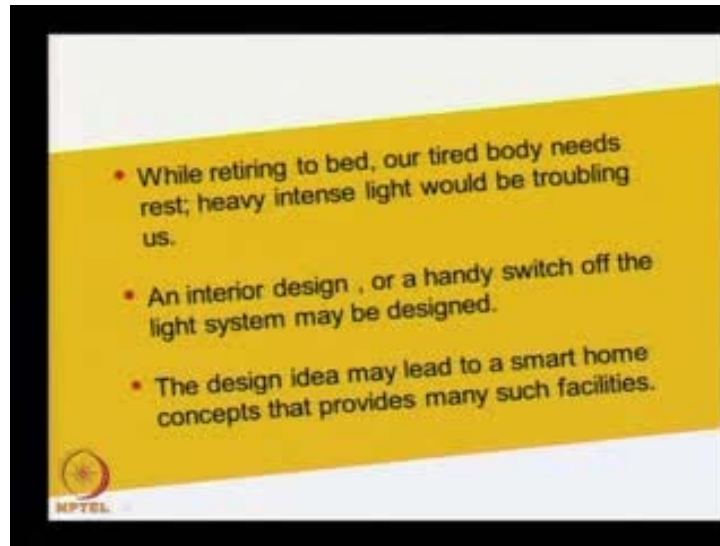 • While retiring to bed, our tired body needs
rest; heavy intense light would be troubling
us.
• An interior design , or a handy switch off the
light system may be designed.
• The design idea may lead to a smart home
concepts that provides many such facilities.
NPTEL